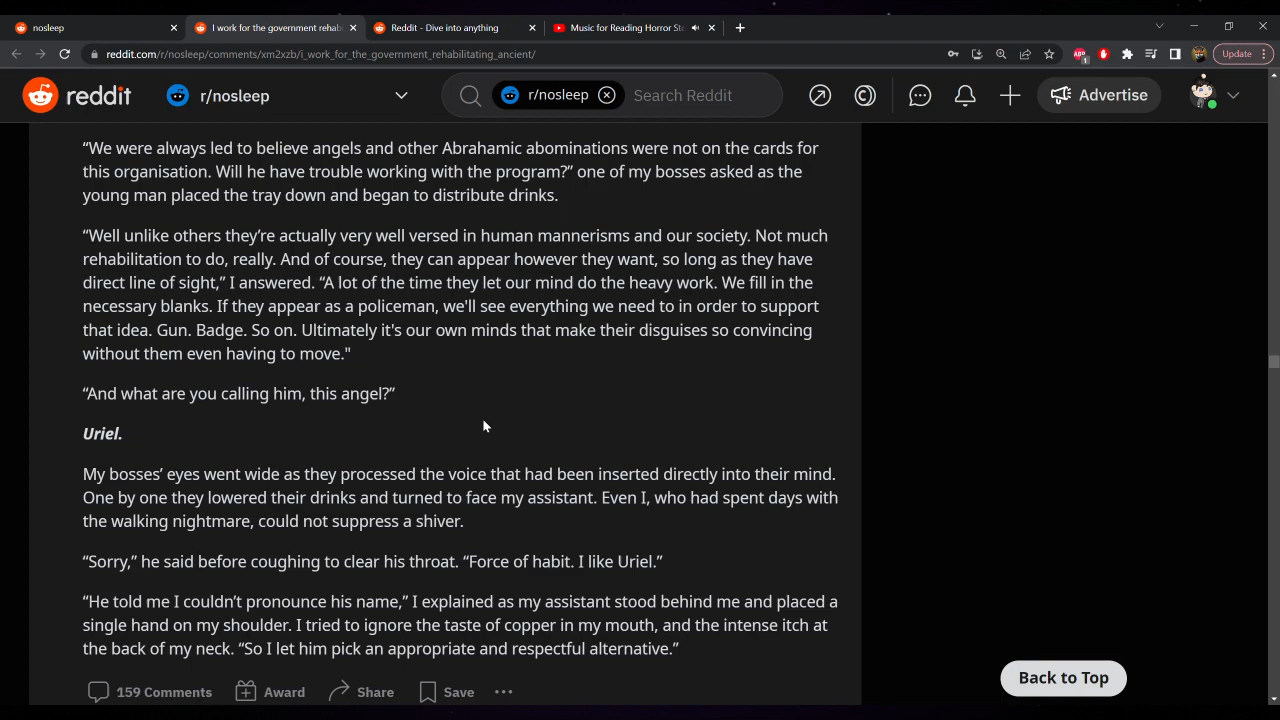 nosleep
I work for the government rehab
Reddit - Dive into anything
Music for Reading Horror Sto
reddit.com/r/nosleep/comments/xm2xzb/i_work_for_the_government_rehabilitating_ancient/
Update
reddit
r/nosleep
r/nosleep
Search Reddit
Advertise
“We were always led to believe angels and other Abrahamic abominations were not on the cards for
this organisation. Will he have trouble working with the program?” one of my bosses asked as the
young man placed the tray down and began to distribute drinks.
“Well unlike others they’re actually very well versed in human mannerisms and our society. Not much
rehabilitation to do, really. And of course, they can appear however they want, so long as they have
direct line of sight,” I answered. “A lot of the time they let our mind do the heavy work. We fill in the
necessary blanks. If they appear as a policeman, we'll see everything we need to in order to support
that idea. Gun. Badge. So on. Ultimately it's our own minds that make their disguises so convincing
without them even having to move."
“And what are you calling him, this angel?”
Uriel.
My bosses’ eyes went wide as they processed the voice that had been inserted directly into their mind.
One by one they lowered their drinks and turned to face my assistant. Even I, who had spent days with
the walking nightmare, could not suppress a shiver.
“Sorry,” he said before coughing to clear his throat. “Force of habit. I like Uriel.”
“He told me I couldn’t pronounce his name,” I explained as my assistant stood behind me and placed a
single hand on my shoulder. I tried to ignore the taste of copper in my mouth, and the intense itch at
the back of my neck. “So I let him pick an appropriate and respectful alternative.”
159 Comments
Award
Share
Save
Back to Top